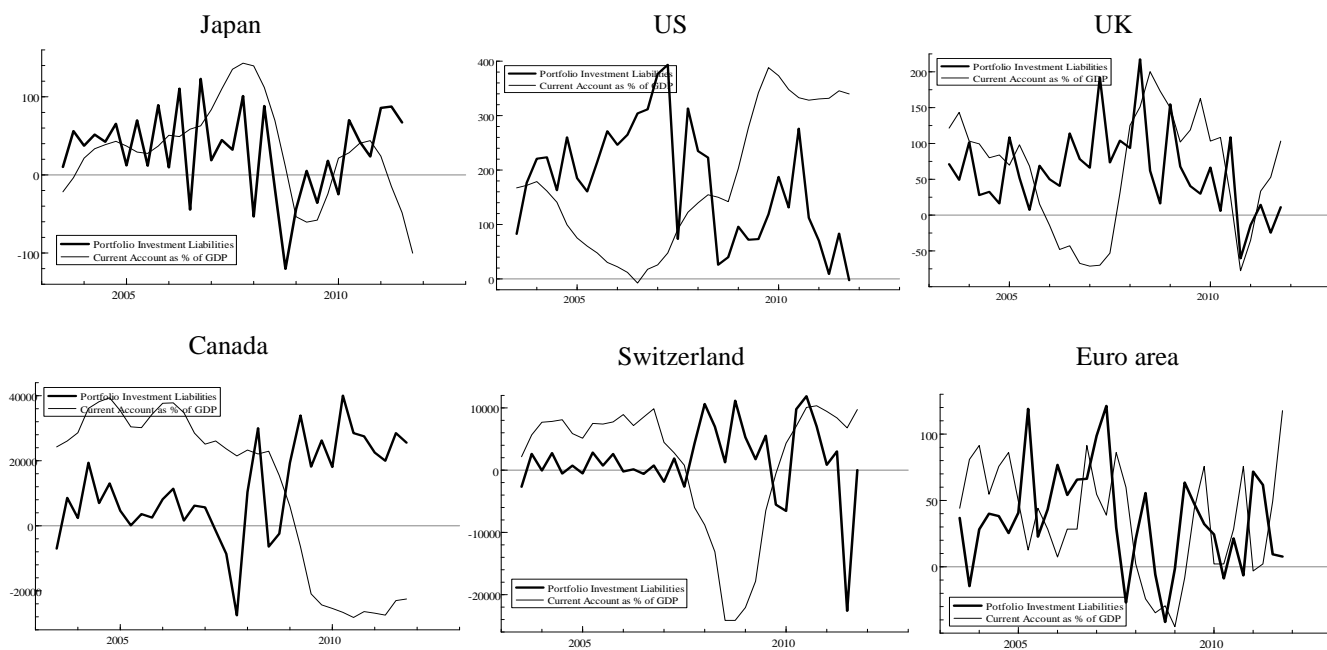 Japan
100
0
-100
Portfolio Investment Liabilities
Current Account as % of GDP
2005 2010
US
400
300
200
100
0
Portfolio Investment Liabilities
Current Account as % of GDP
2005 2010
UK
200
150
100
50
0
-50
Portfolio Investment Liabilities
Current Account as % of GDP
2005 2010
Canada
40000
20000
0
-20000
Portfolio Investment Liabilities
Current Account as % of GDP
2005 2010
Switzerland
10000
0
-10000
-20000
Portfolio Investment Liabilities
Current Account as % of GDP
2005 2010
Euro area
100
50
0
Potfolio Investment Liabilities
Current Account as % of GDP
2005 2010